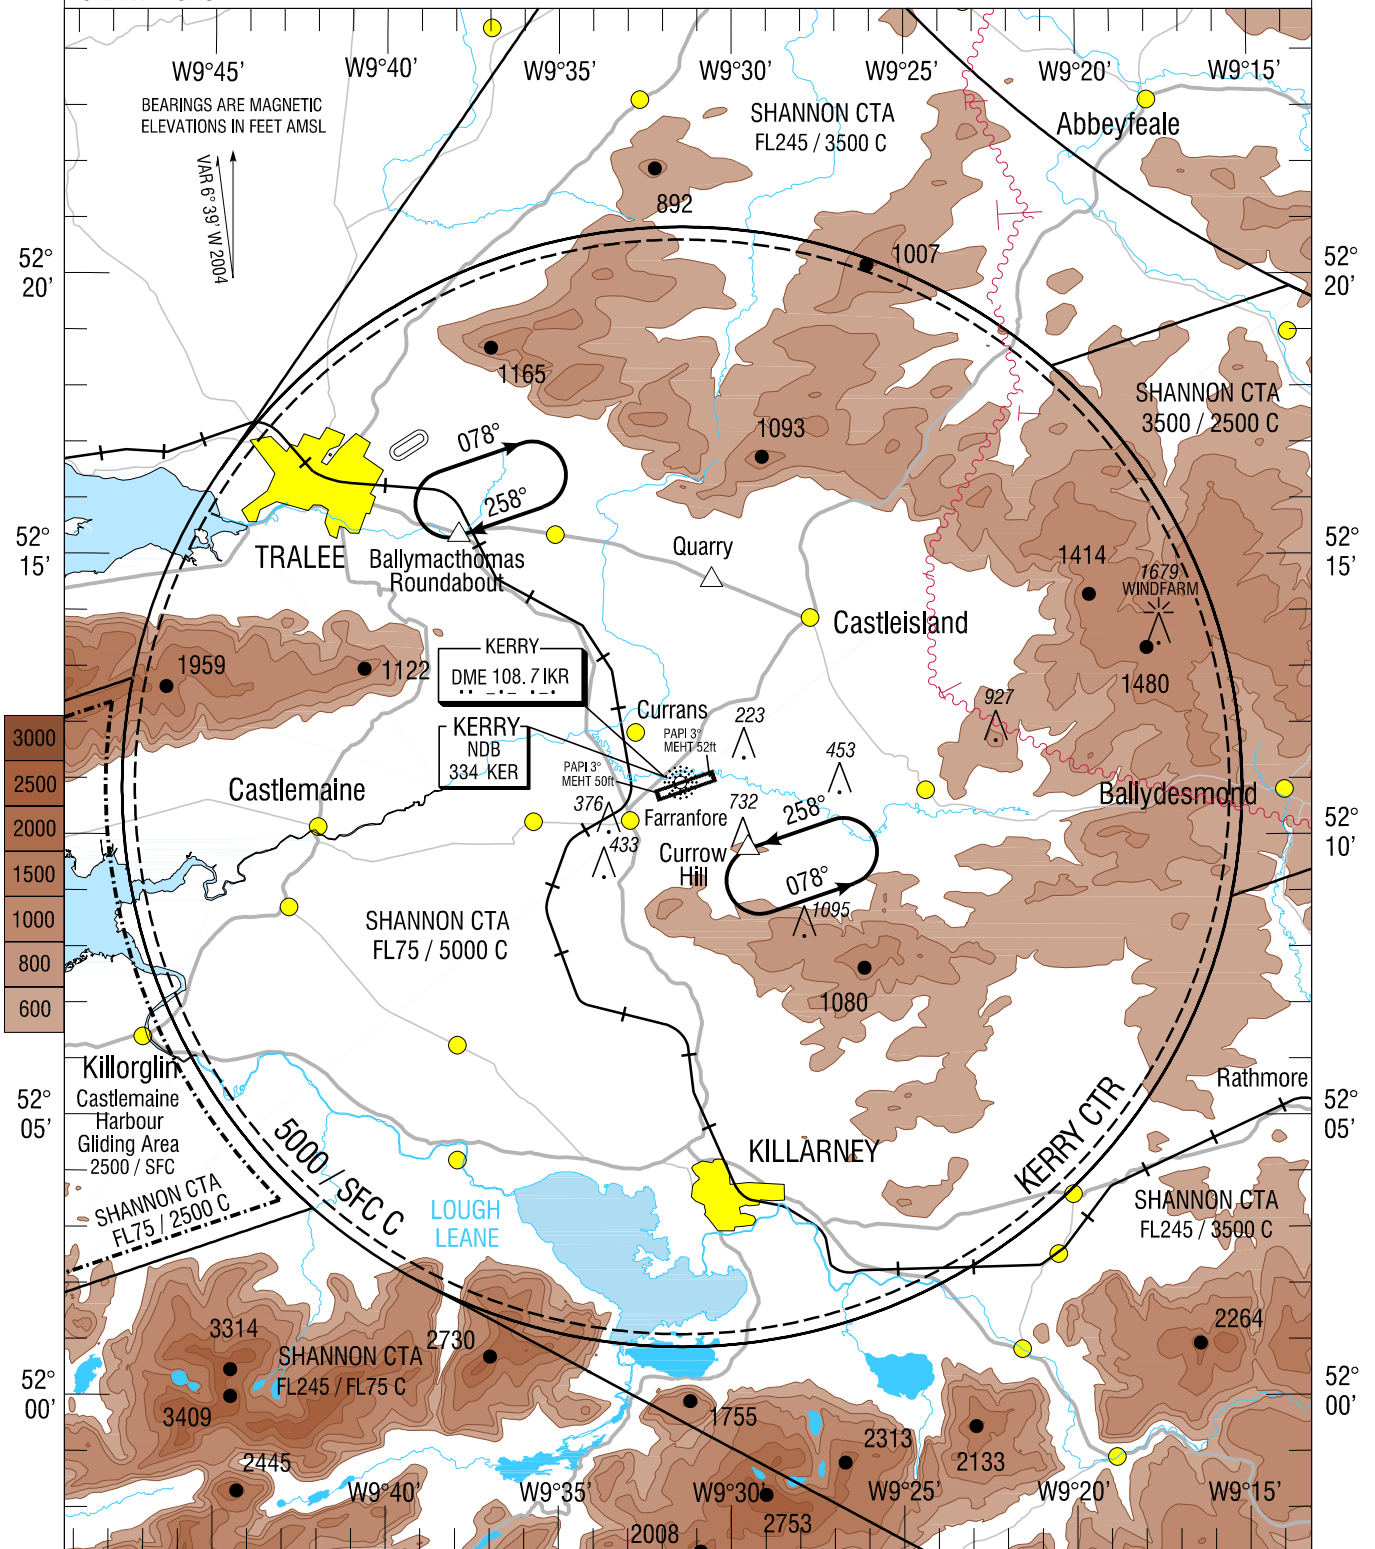 W9°45'
W9°40'
W9°35'
W9°30'
W9°25'
W9°20'
W9°15'
BEARINGS ARE MAGNETIC
ELEVATIONS IN FEET AMSL
VAR 6° 39' W 2004
SHANNON CTA
FL245 / 3500 C
Abbeyfeale
892
52°
20'
1007
52°
20'
1165
SHANNON CTA
3500 / 2500 C
078°
258°
1093
52°
15'
TRALEE
Ballymacthomas
Roundabout
Quarry
1414
1679
WINDFARM
52°
15'
Castleisland
1959
1122
KERRY
DME 108.7 IKR
1480
927
Currans
223
PAPI 3°
MEHT 52ft
KERRY
NDB
334 KER
PAPI 3°
MEHT 50ft
453
3000
2500
2000
1500
1000
800
600
Castlemaine
376
433
Farranfore
732
258°
078°
Currow
Hill
Ballydesmond
52°
10'
SHANNON CTA
FL75 / 5000 C
1095
1080
Killorglin
Castlemaine
Harbour
Gliding Area
2500 / SFC
52°
05'
Rathmore
52°
05'
5000 / SFC C
KILLARNEY
KERRY CTR
SHANNON CTA
FL75 / 2500 C
LOUGH
LEANE
SHANNON CTA
FL245 / 3500 C
3314
2730
SHANNON CTA
FL245 / FL75 C
2264
52°
00'
3409
1755
2313
2133
52°
00'
2445
W9°40'
W9°35'
W9°30'
W9°25'
W9°20'
W9°15'
2753
2008